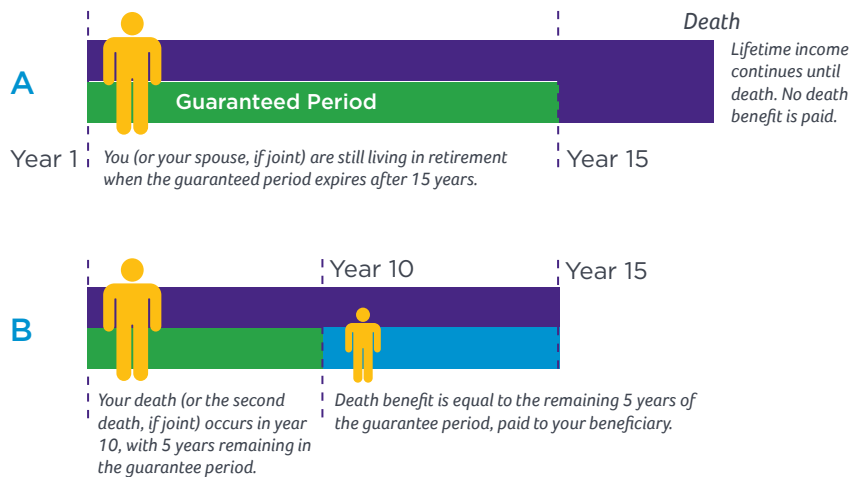 Death
Lifetime income
continues until
death. No death
benefit is paid.
A
Guaranteed Period
Year 1
You (or your spouse, if joint) are still living in retirement
when the guaranteed period expires after 15 years.
Year 15
Year 10
Year 15
B
Your death (or the second
death, if joint) occurs in year
10, with 5 years remaining in
the guarantee period.
Death benefit is equal to the remaining 5 years of
the guarantee period, paid to your beneficiary.